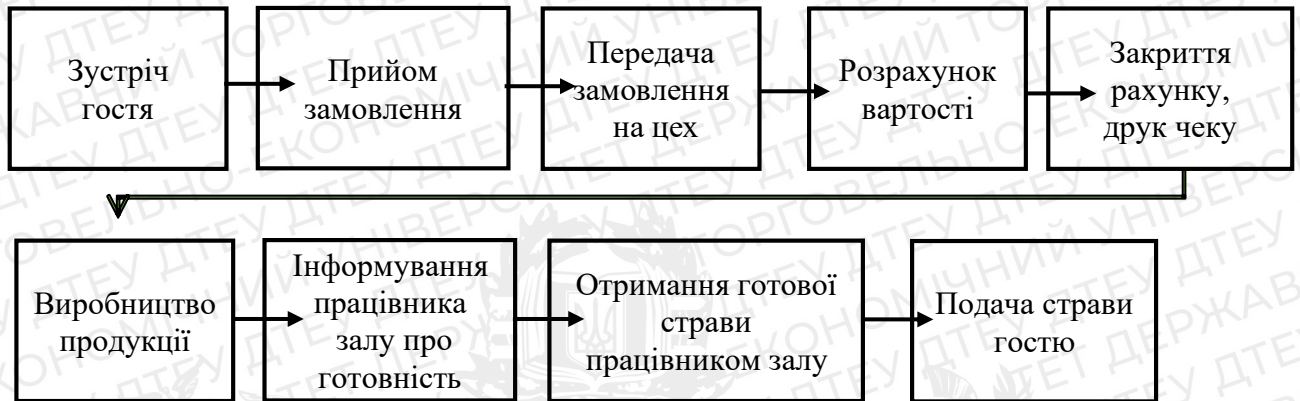 Зустріч
гостя
Прийом
замовлення
Передача
замовлення
на цех
Розрахунок
вартості
Закриття
рахунку,
друк чеку
Виробництво
продукції
Інформування
працівника
залу про
готовність
Отримання готової
страви
працівником залу
Подача страви
гостю